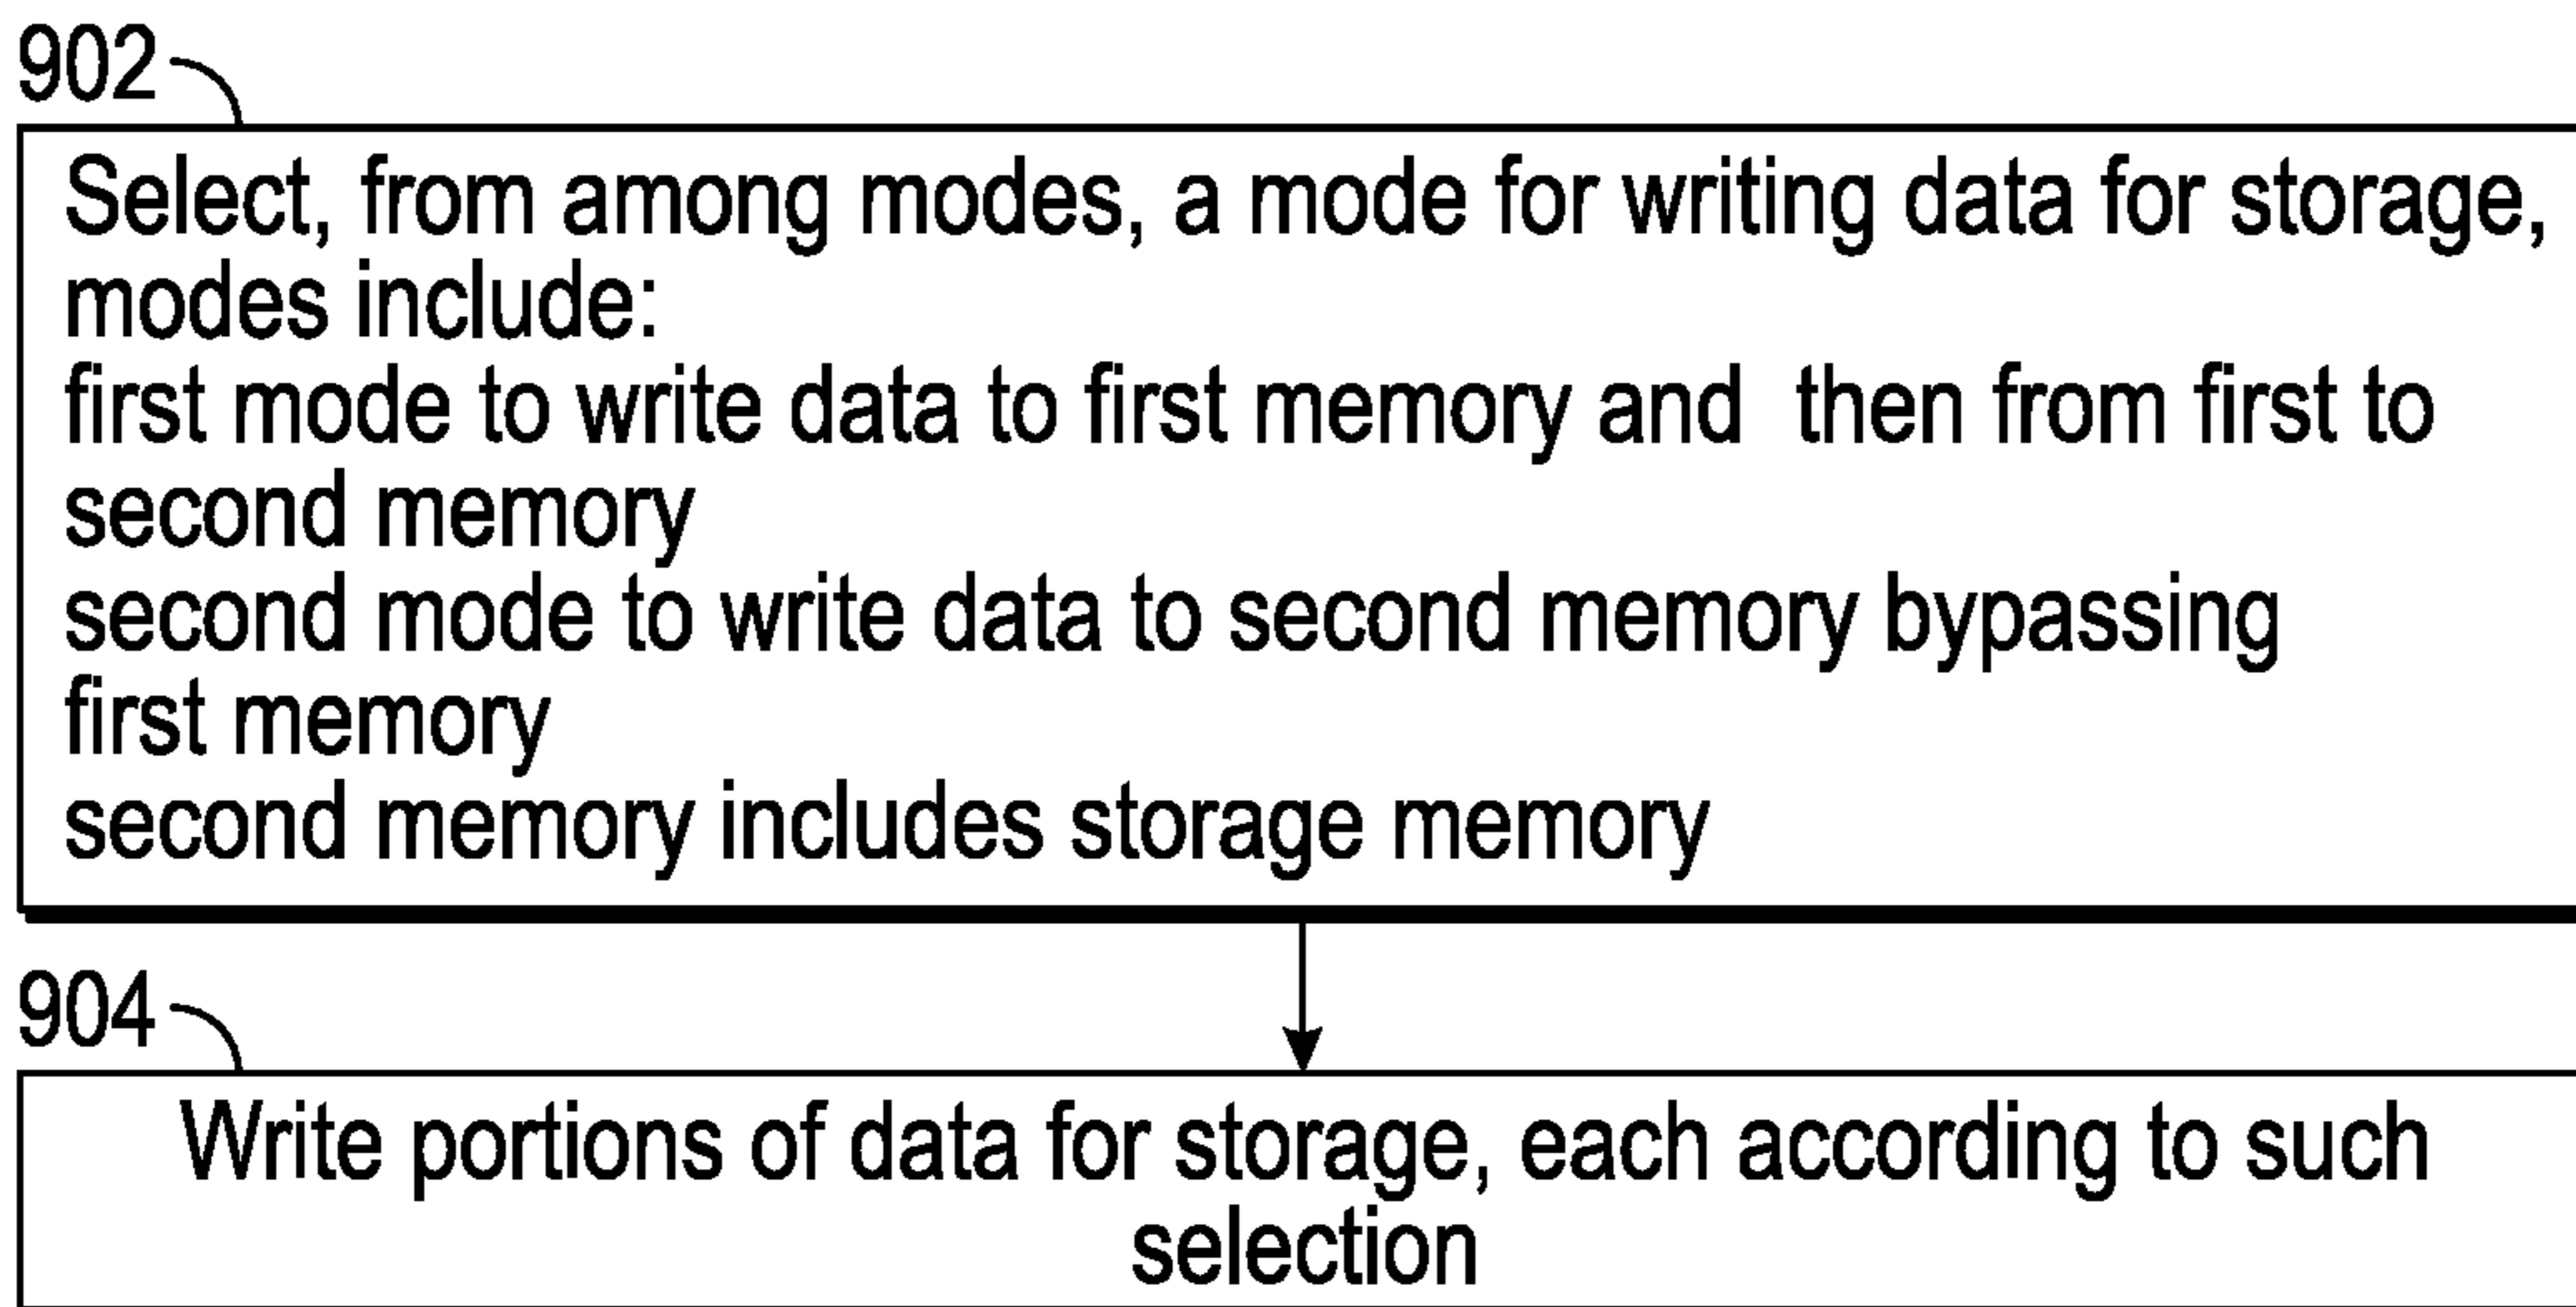 902
Select, from among modes, a mode for writing data for storage,
modes include:
first mode to write data to first memory and then from first to
second memory
second mode to write data to second memory bypassing
first memory
second memory includes storage memory
904
Write portions of data for storage, each according to such
selection